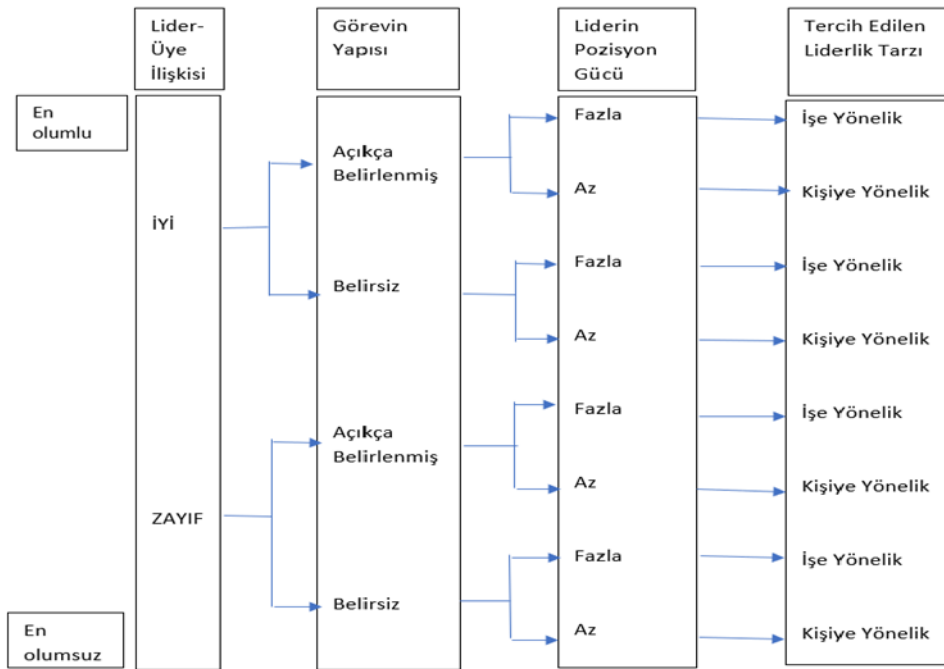 Lider-
Üye
İlişkisi
Görevin
Yapısı
Liderin
Pozisyon
Gücü
Tercih Edilen
Liderlik Tarzı
En
olumlu
İYİ
Açıkça
Belirlenmiş
Fazla
İşe Yönelik
Az
Kişiye Yönelik
Belirsiz
Fazla
İşe Yönelik
Az
Kişiye Yönelik
ZAYIF
Açıkça
Belirlenmiş
Fazla
İşe Yönelik
Az
Kişiye Yönelik
Belirsiz
Fazla
İşe Yönelik
Az
Kişiye Yönelik
En
olumsuz